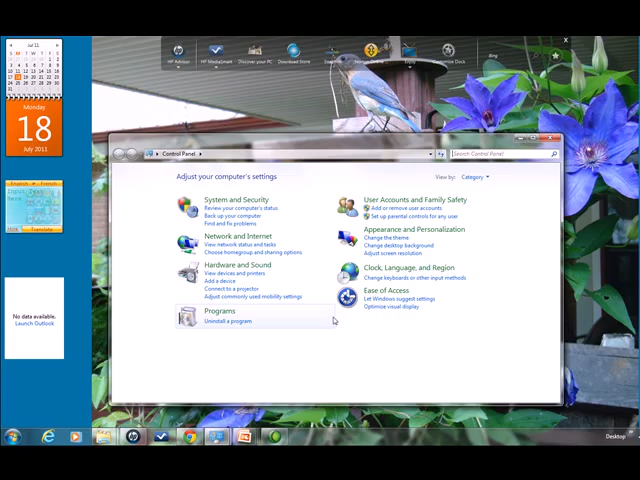 Jul 11
Monday
18
July 2011
English
French
Translate
No data available.
Launch Outlook
HP Advisor
HP MediaSmart
Discover your PC
Download Store
Enjoy
Customize Dock
Bing
Control Panel
Search Control Panel
Adjust your computer's settings
View by: Category
System and Security
Review your computer's status
Back up your computer
Find and fix problems
Network and Internet
View network status and tasks
Choose homegroup and sharing options
Hardware and Sound
View devices and printers
Add a device
Connect to a projector
Adjust commonly used mobility settings
Programs
Uninstall a program
User Accounts and Family Safety
Add or remove user accounts
Set up parental controls for any user
Appearance and Personalization
Change the theme
Change desktop background
Adjust screen resolution
Clock, Language, and Region
Change keyboards or other input methods
Ease of Access
Let Windows suggest settings
Optimize visual display
Desktop